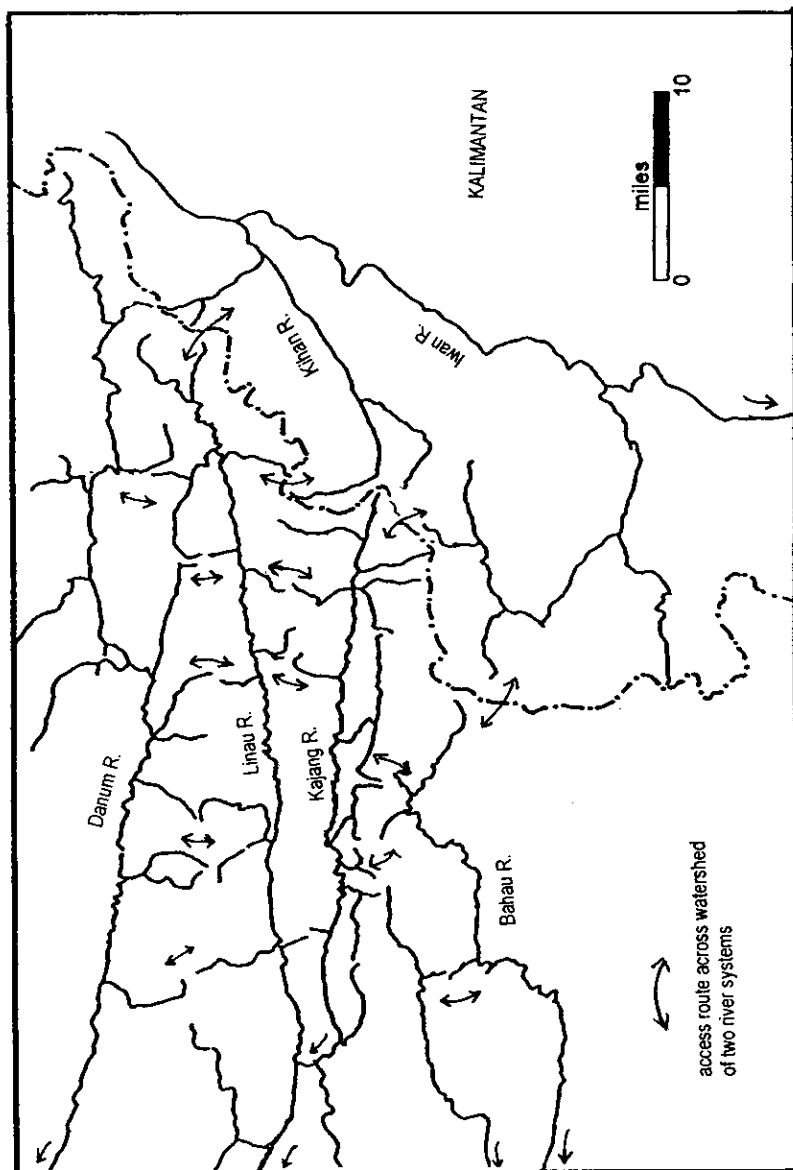 KALIMANTAN
miles
0 10
Kihan R.
Iwan R.
Danum R.
Linau R.
Kajang R.
Bahau R.
access route across watershed
of two river systems